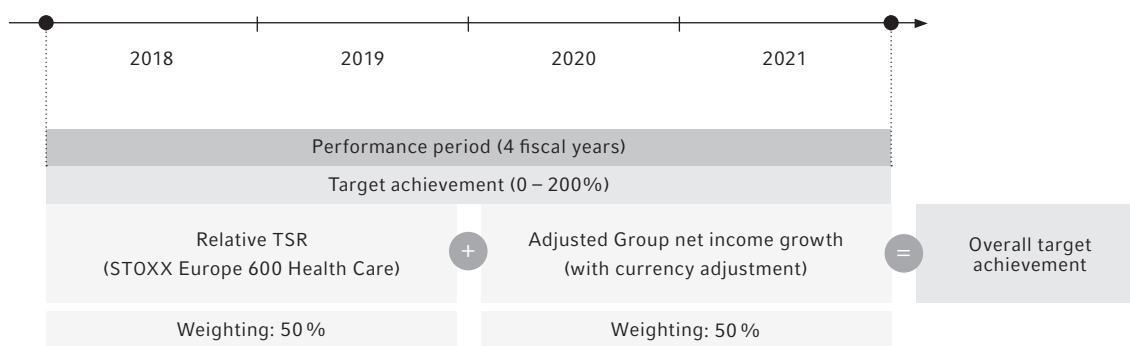 2018 2019 2020 2021
Performance period (4 fiscal years)
Target achievement (0 – 200%)
Relative TSR
(STOXX Europe 600 Health Care)
+
Adjusted Group net income growth
(with currency adjustment)
=
Overall target
achievement
Weighting: 50 %
Weighting: 50 %